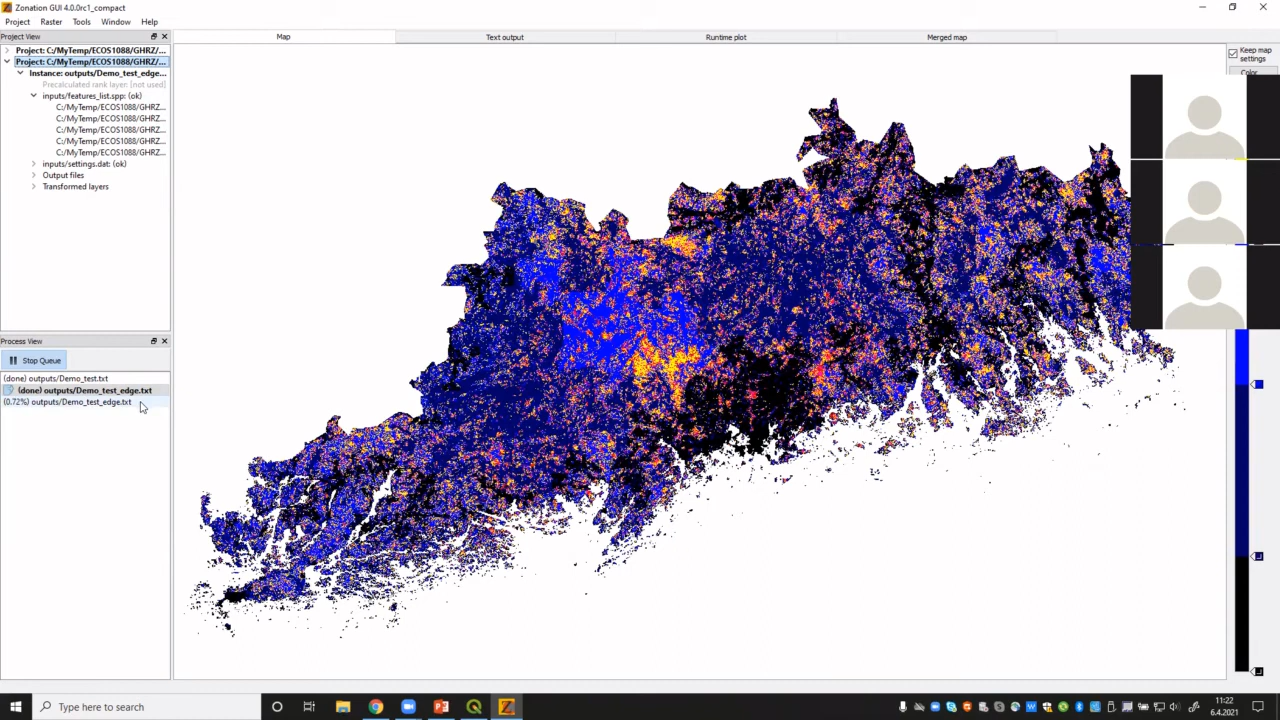 Zonation GUI 4.0.0rc1_compact
Project Raster Tools Window Help
Project View
Map
Text output
Runtime plot
Merged map
Project: C:/MyTemp/ECOS1088/GHRZ/...
Project: C:/MyTemp/ECOS1088/GHRZ/...
Instance: outputs/Demo_test_edge...
Precalculated rank layer: [not used]
inputs/features_list.spp: (ok)
C:/MyTemp/ECOS1088/GHRZ...
C:/MyTemp/ECOS1088/GHRZ...
C:/MyTemp/ECOS1088/GHRZ...
C:/MyTemp/ECOS1088/GHRZ...
C:/MyTemp/ECOS1088/GHRZ...
inputs/settings.dat: (ok)
Output files
Transformed layers
Keep map
settings
Color
Process View
Stop Queue
(done) outputs/Demo_test.txt
(done) outputs/Demo_test_edge.txt
(0.72%) outputs/Demo_test_edge.txt
Type here to search
11:22
6.4.2021